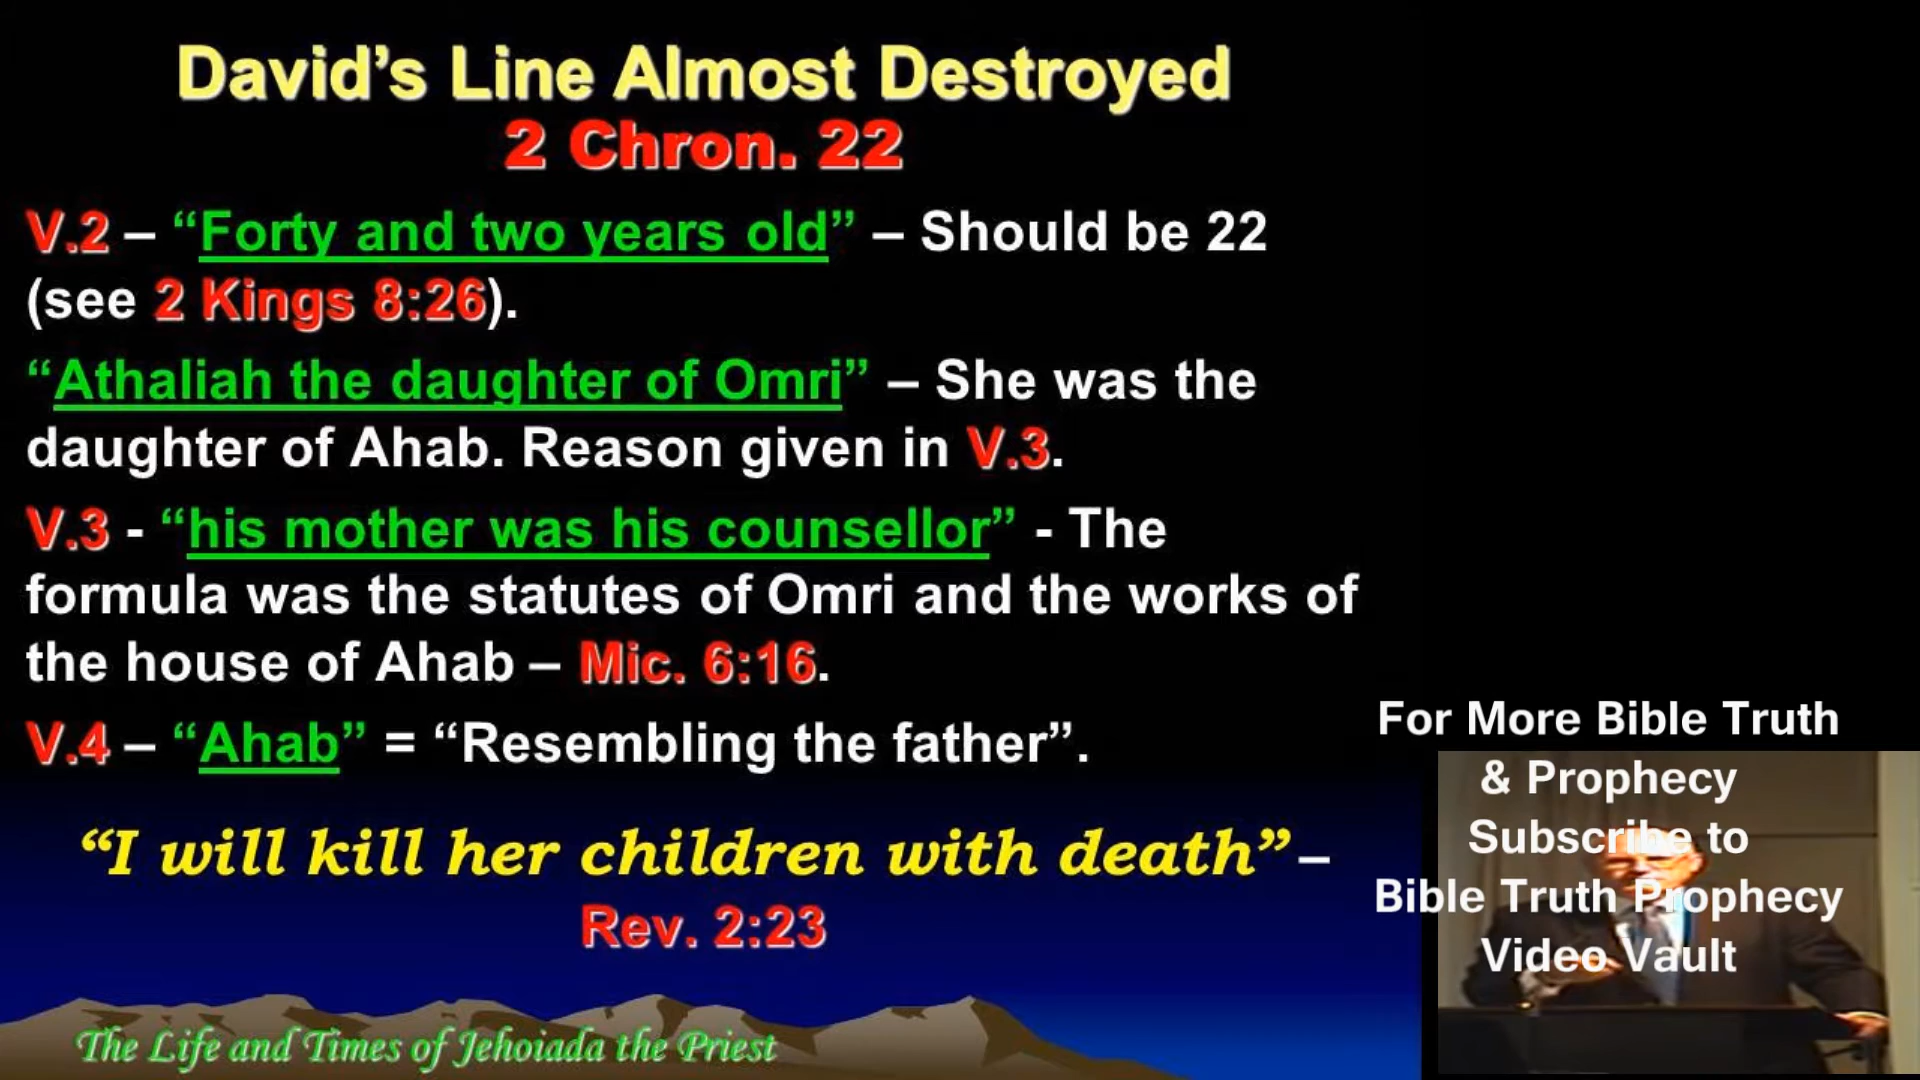 David’s Line Almost Destroyed
2 Chron. 22
V.2 – “Forty and two years old” – Should be 22
(see 2 Kings 8:26).
“Athaliah the daughter of Omri” – She was the
daughter of Ahab. Reason given in V.3.
V.3 - “his mother was his counsellor” - The
formula was the statutes of Omri and the works of
the house of Ahab – Mic. 6:16.
V.4 – “Ahab” = “Resembling the father”.
“I will kill her children with death” –
Rev. 2:23
The Life and Times of Jehoiada the Priest
For More Bible Truth
& Prophecy
Subscribe to
Bible Truth Prophecy
Video Vault